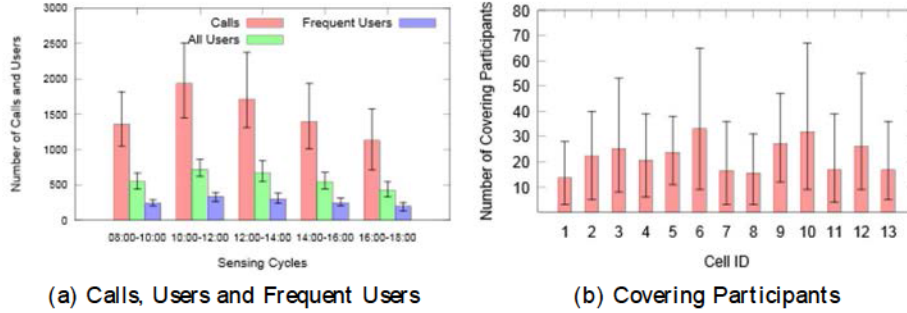 3000
2500
2000
1500
1000
500
0
Number of Calls and Users
Calls
All Users
Frequent Users
08:00-10:00 10:00-12:00 12:00-14:00 14:00-16:00 16:00-18:00
Sensing Cycles
(a) Calls, Users and Frequent Users
80
70
60
50
40
30
20
10
Number of Covering Participants
1 2 3 4 5 6 7 8 9 10 11 12 13
Cell ID
(b) Covering Participants